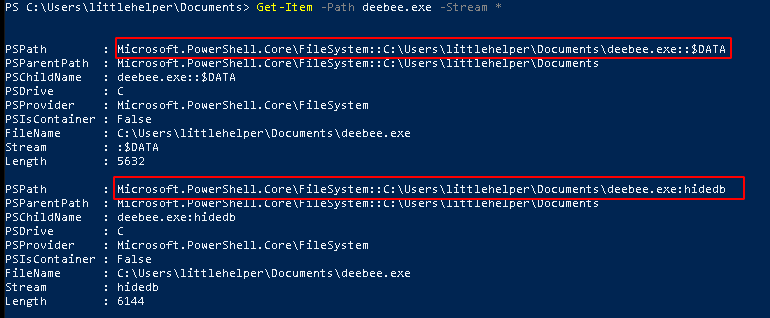 PS C:\Users\littlehelper\Documents> Get-Item -Path deebee.exe -Stream *
PSPath : Microsoft.PowerShell.Core\FileSystem::C:\Users\littlehelper\Documents\deebee.exe::$DATA
PSParentPath : Microsoft.PowerShell.Core\FileSystem::C:\Users\littlehelper\Documents
PSChildName : deebee.exe::$DATA
PSDrive : C
PSProvider : Microsoft.PowerShell.Core\FileSystem
PSIsContainer : False
FileName : C:\Users\littlehelper\Documents\deebee.exe
Stream : :$DATA
Length : 5632
PSPath : Microsoft.PowerShell.Core\FileSystem::C:\Users\littlehelper\Documents\deebee.exe:hidedb
PSParentPath : Microsoft.PowerShell.Core\FileSystem::C:\Users\littlehelper\Documents
PSChildName : deebee.exe:hidedb
PSDrive : C
PSProvider : Microsoft.PowerShell.Core\FileSystem
PSIsContainer : False
FileName : C:\Users\littlehelper\Documents\deebee.exe
Stream : hidedb
Length : 6144